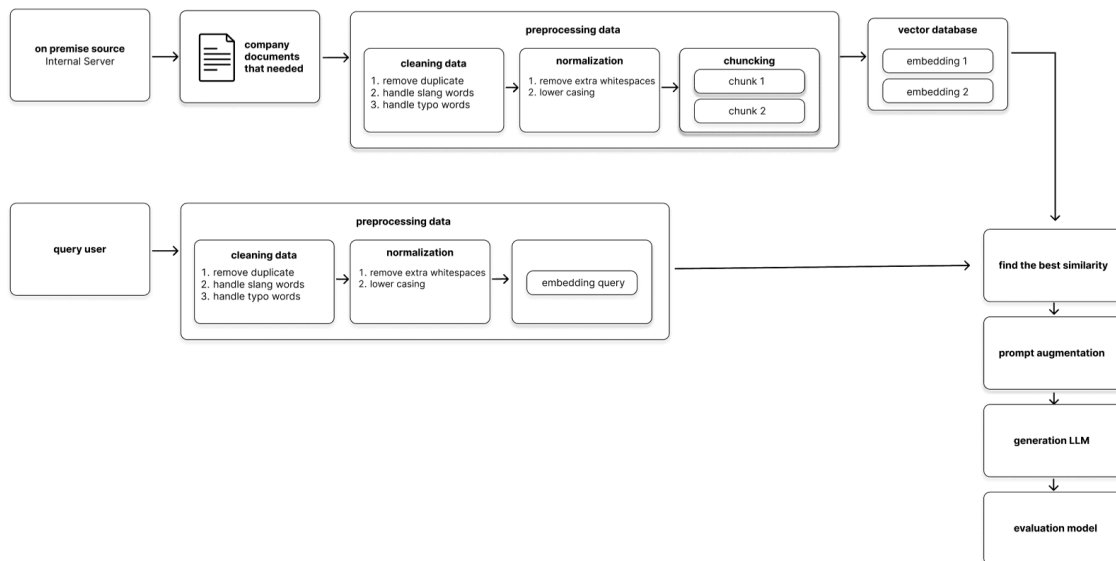 on premise source
Internal Server
company
documents
that needed
preprocessing data
cleaning data
1. remove duplicate
2. handle slang words
3. handle typo words
normalization
1. remove extra whitespaces
2. lower casing
chuncking
chunk 1
chunk 2
vector database
embedding 1
embedding 2
query user
preprocessing data
cleaning data
1. remove duplicate
2. handle slang words
3. handle typo words
normalization
1. remove extra whitespaces
2. lower casing
embedding query
find the best similarity
prompt augmentation
generation LLM
evaluation model